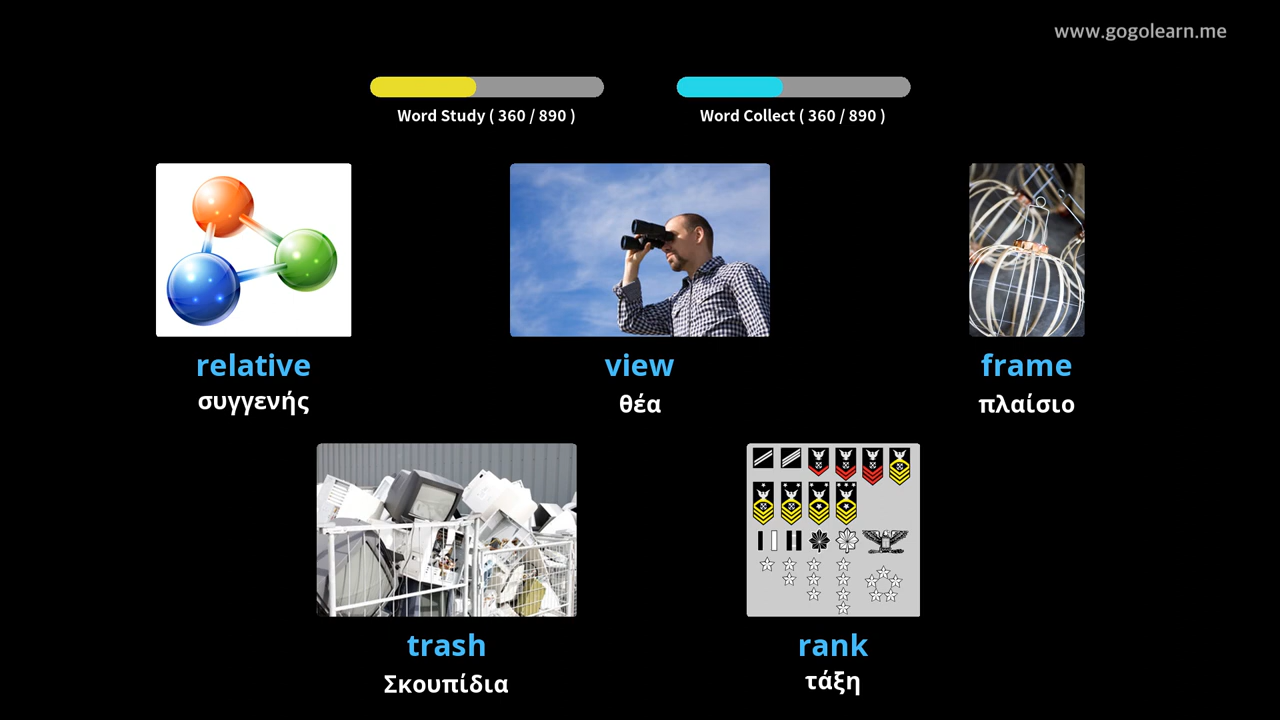 www.gogolearn.me
Word Study ( 360 / 890 )
Word Collect ( 360 / 890 )
relative
συγγενής
view
θέα
frame
πλαίσιο
trash
Σκουπίδια
rank
τάξη